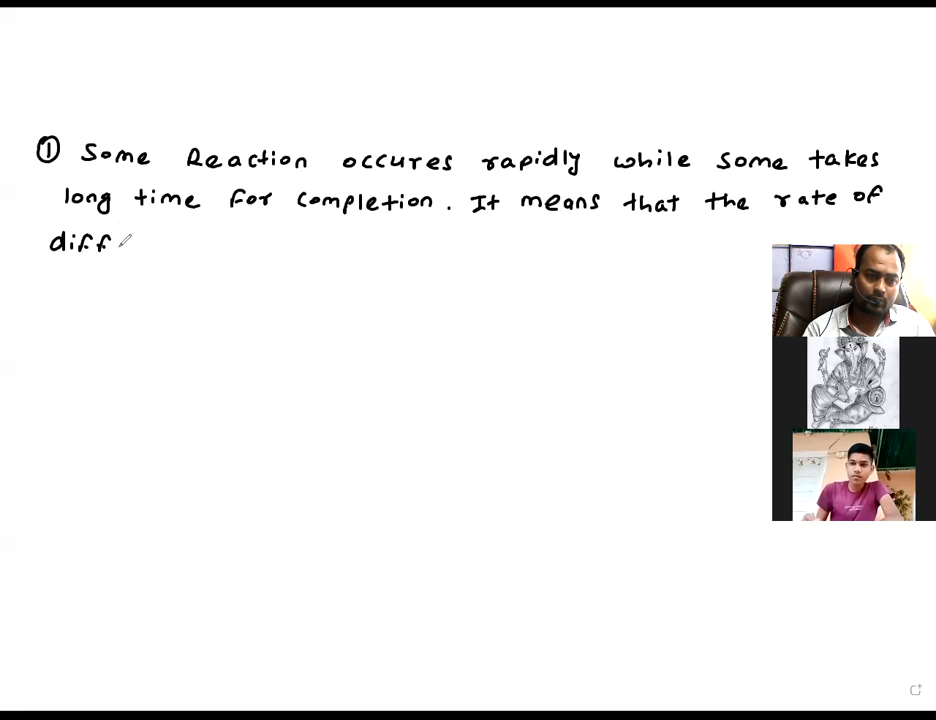 ① Some Reaction occures rapidly while some takes
long time for completion. It means that the rate of
diff